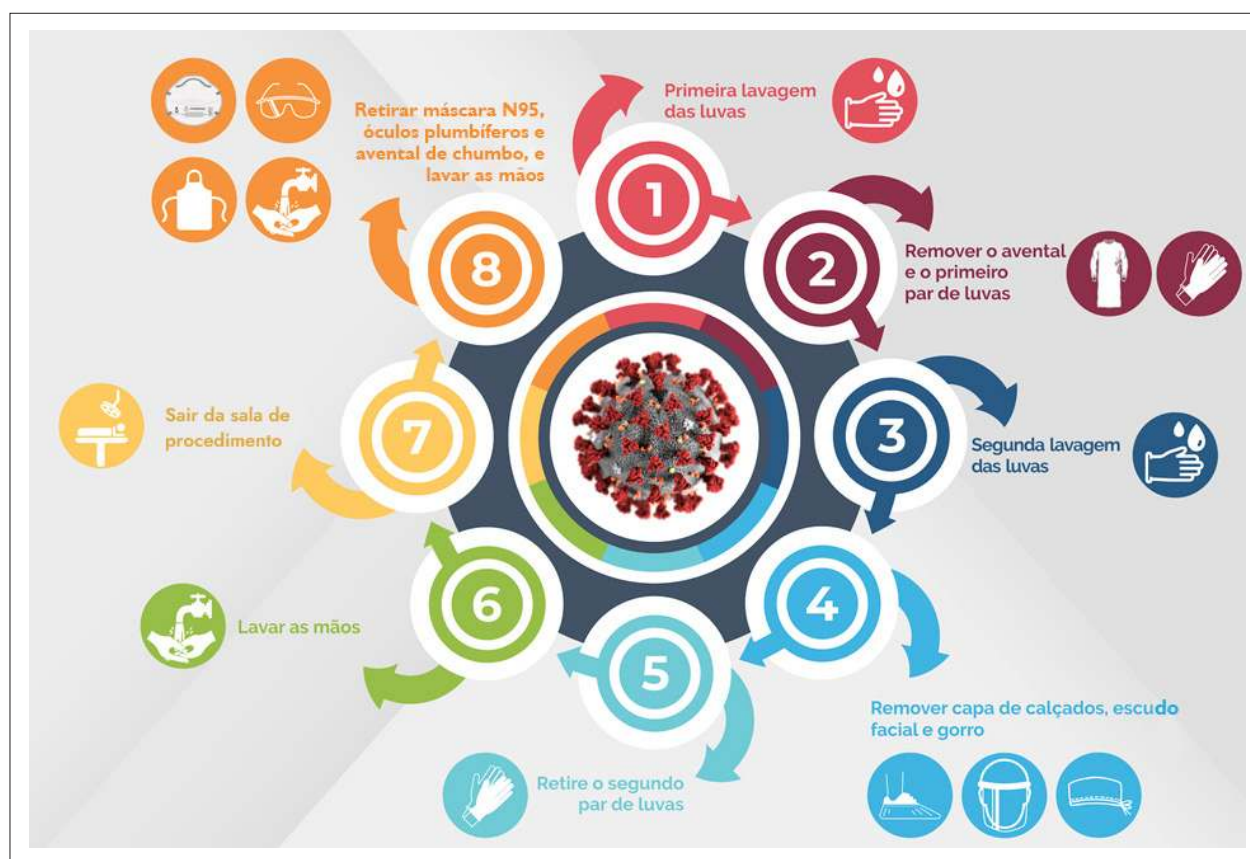 1
Primeira lavagem
das luvas
2
Remover o avental
e o primeiro
par de luvas
3
Segunda lavagem
das luvas
4
Remover capa de calçados, escudo
facial e gorro
5
Retire o segundo
par de luvas
6
Lavar as mãos
7
Sair da sala de
procedimento
8
Retirar máscara N95,
óculos plumbíferos e
avental de chumbo, e
lavar as mãos